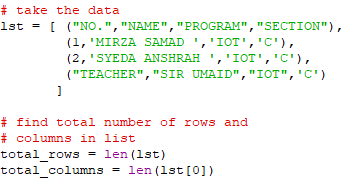 # take the data
lst = [ ("NO.","NAME","PROGRAM","SECTION"),
(1,'MIRZA SAMAD ','IOT','C'),
(2,'SYEDA ANSHRAH ','IOT','C'),
("TEACHER","SIR UMAID","IOT",'C')
]
# find total number of rows and
# columns in list
total_rows = len(lst)
total_columns = len(lst[0])